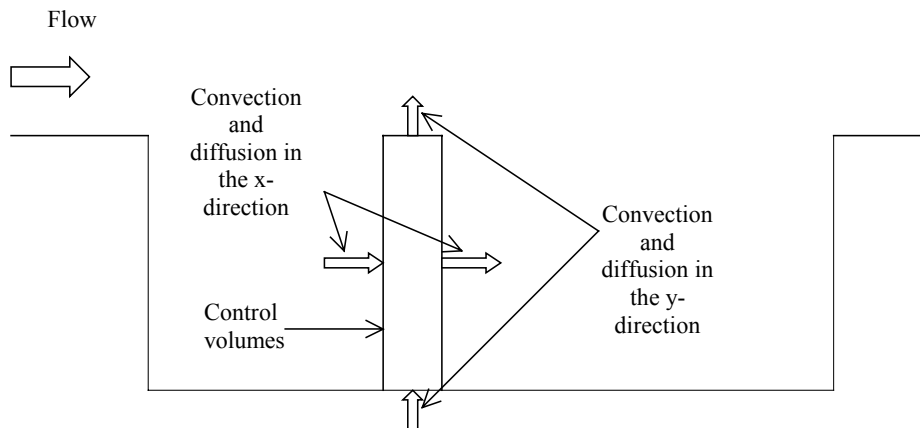 Flow
Convection
and
diffusion in
the x-
direction
Convection
and
diffusion in
the y-
direction
Control
volumes